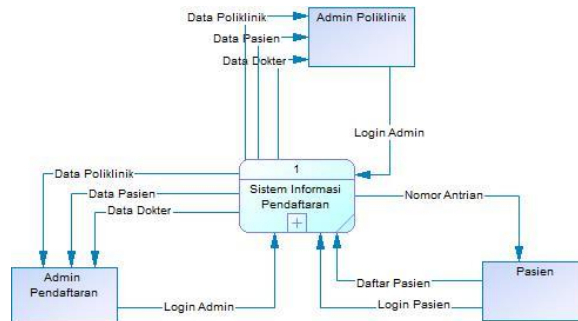 Data Poliklinik
Admin Poliklinik
Data Pasien
Data Dokter
Login Admin
1
Sistem Informasi
Pendaftaran
Data Poliklinik
Data Pasien
Nomor Antrian
Data Dokter
Admin
Pendaftaran
Login Admin
Daftar Pasien
Login Pasien
Pasien